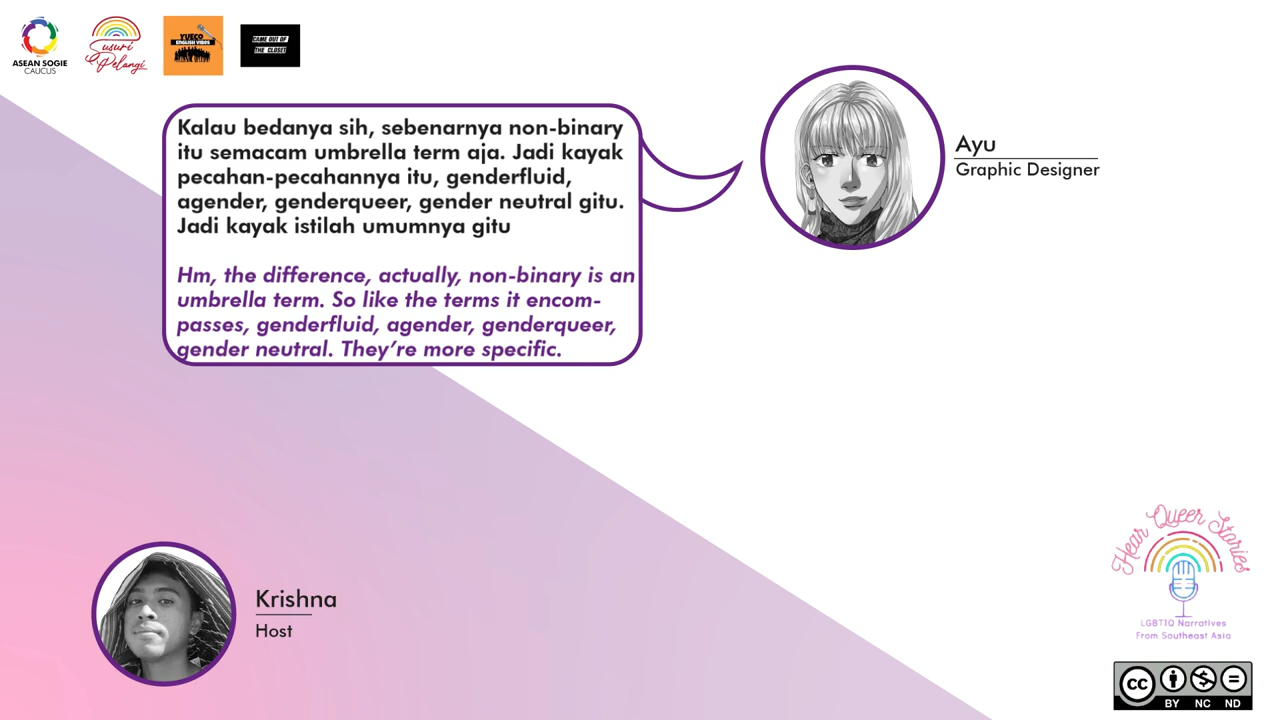 ASEAN SOGIE
CAUCUS
Susuri
Pelangi
YUECO
ENGLISH VIBES
CAME OUT OF
THE CLOSET
Kalau bedanya sih, sebenarnya non-binary
itu semacam umbrella term aja. Jadi kayak
pecahan-pecahannya itu, genderfluid,
agender, genderqueer, gender neutral gitu.
Jadi kayak istilah umumnya gitu
Hm, the difference, actually, non-binary is an
umbrella term. So like the terms it encom-
passes, genderfluid, agender, genderqueer,
gender neutral. They're more specific.
Ayu
Graphic Designer
Krishna
Host
Hear Queer Stories
LGBTIQ Narratives
From Southeast Asia
cc
BY NC ND